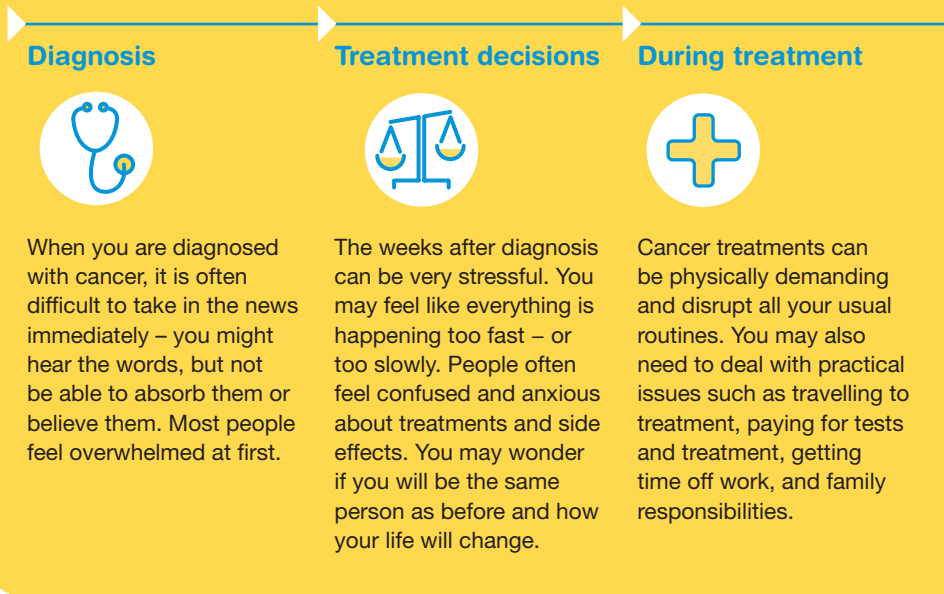 Diagnosis
When you are diagnosed
with cancer, it is often
difficult to take in the news
immediately – you might
hear the words, but not
be able to absorb them or
believe them. Most people
feel overwhelmed at first.
Treatment decisions
The weeks after diagnosis
can be very stressful. You
may feel like everything is
happening too fast – or
too slowly. People often
feel confused and anxious
about treatments and side
effects. You may wonder
if you will be the same
person as before and how
your life will change.
During treatment
Cancer treatments can
be physically demanding
and disrupt all your usual
routines. You may also
need to deal with practical
issues such as travelling to
treatment, paying for tests
and treatment, getting
time off work, and family
responsibilities.